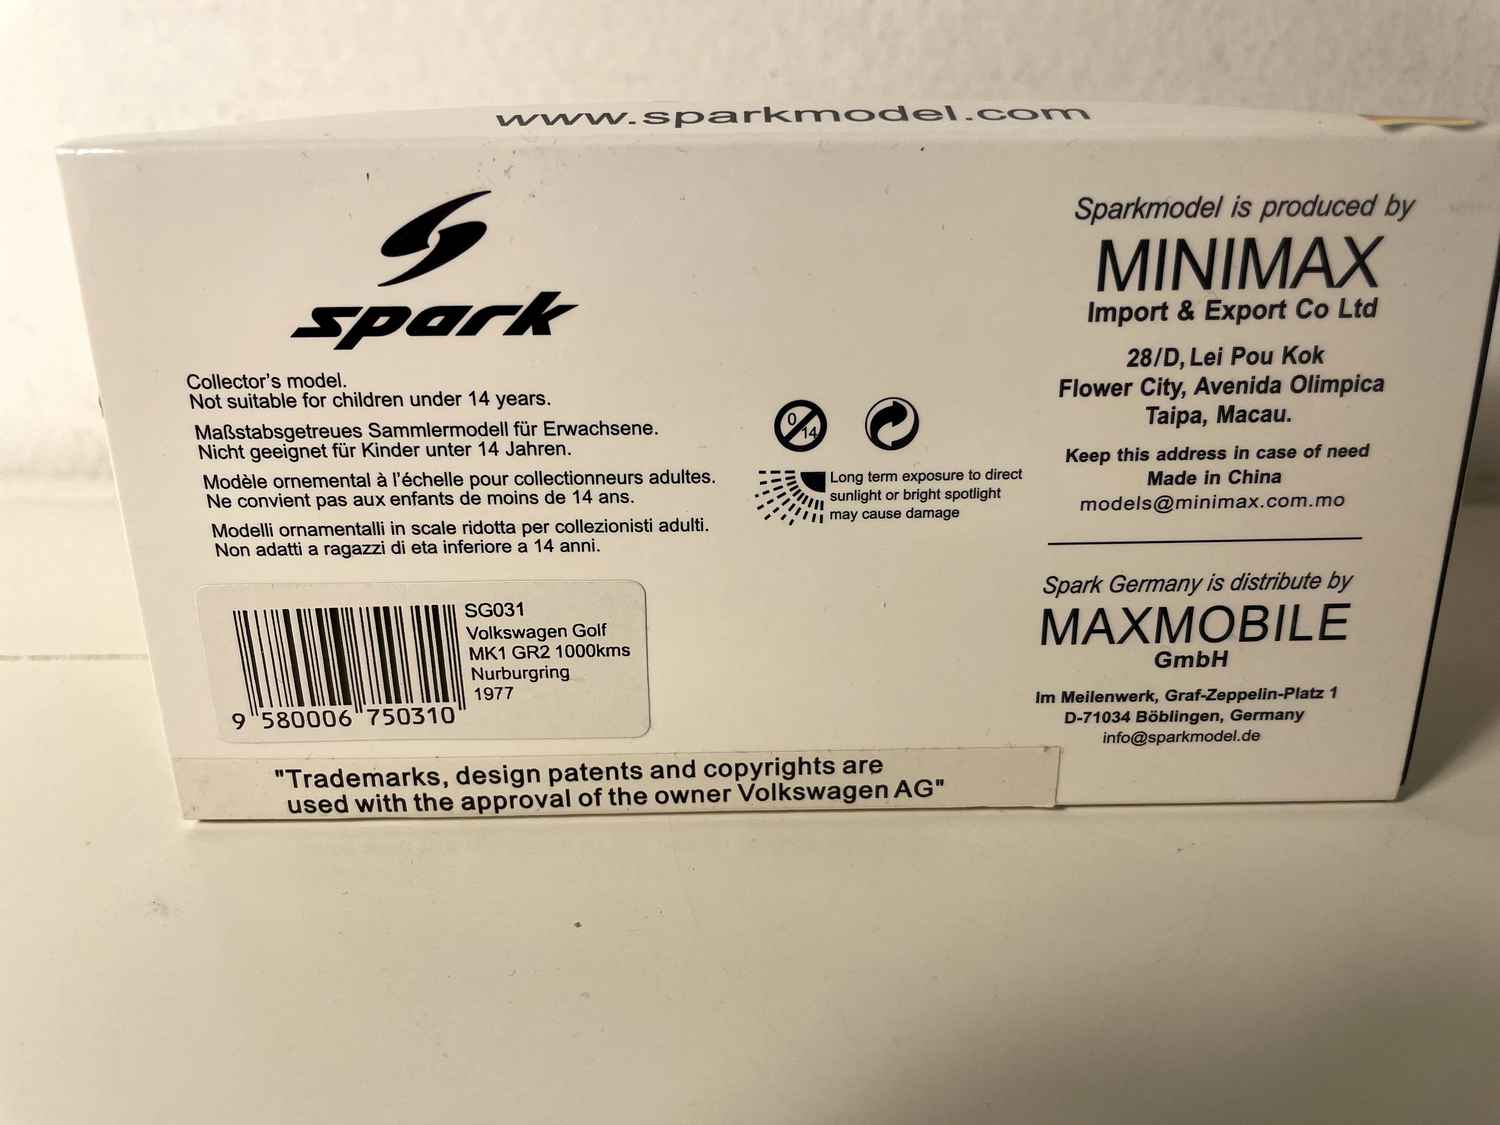 www.sparkmodel.com
spark
Collector's model.
Not suitable for children under 14 years.
Maßstabsgetreues Sammlermodell für Erwachsene.
Nicht geeignet für Kinder unter 14 Jahren.
Modèle ornemental à l'échelle pour collectionneurs adultes.
Ne convient pas aux enfants de moins de 14 ans.
Modelli ornamentalli in scale ridotta per collezionisti adulti.
Non adatti a ragazzi di eta inferiore a 14 anni.
SG031
Volkswagen Golf
MK1 GR2 1000kms
Nurburgring
1977
9 580006 750310
"Trademarks, design patents and copyrights are
used with the approval of the owner Volkswagen AG"
0
14
Long term exposure to direct
sunlight or bright spotlight
may cause damage
Sparkmodel is produced by
MINIMAX
Import & Export Co Ltd
28/D, Lei Pou Kok
Flower City, Avenida Olimpica
Taipa, Macau.
Keep this address in case of need
Made in China
models@minimax.com.mo
Spark Germany is distribute by
MAXMOBILE
GmbH
Im Meilenwerk, Graf-Zeppelin-Platz 1
D-71034 Böblingen, Germany
info@sparkmodel.de